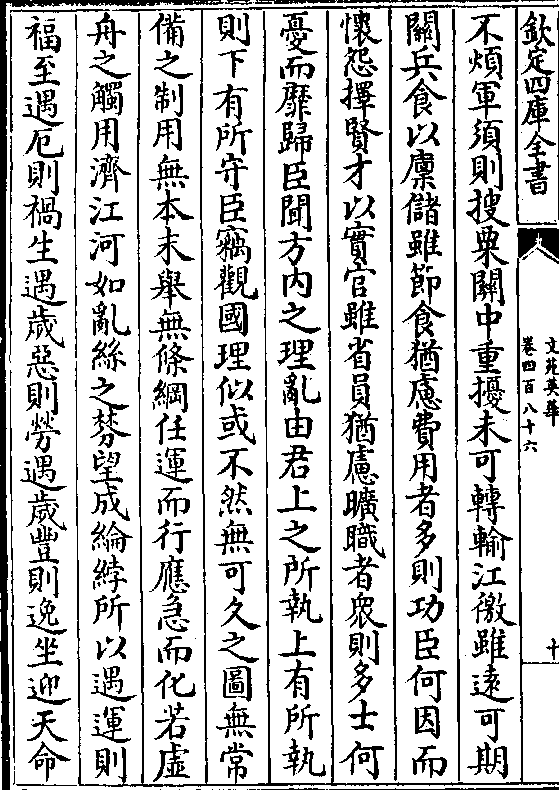 欽定四庫全書
文苑英華
卷四百八十六
十
不煩軍須則搜粟關中重擾未可轉輸江徼雖遠可期
關兵食以廩儲雖節食猶慮費用者多則功臣何因而
懷怨擇賢才以實官雖省員猶慮曠職者衆則多士何
憂而靡歸臣聞方内之理亂由君上之所執上有所執
則下有所守臣竊觀國理似或不然無可久之圖無常
備之制用無本末舉無條綱任運而行應急而化若虚
舟之觸用濟江河如亂絲之棼望成綸綍所以遇運則
福至遇厄則禍生遇歲惡則勞遇歲豐則逸坐迎天命